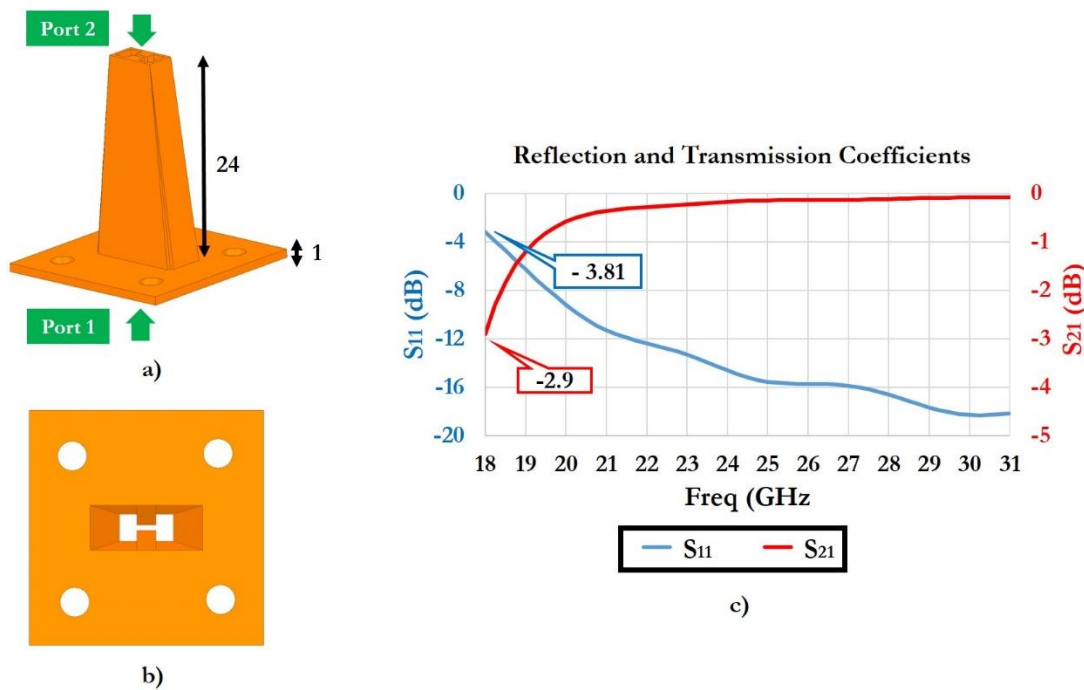 Port 2
24
1
Port 1
a)
b)
Reflection and Transmission Coefficients
0
-4
-8
-12
-16
-20
S11 (dB)
- 3.81
-2.9
0
-1
-2
-3
-4
-5
S21 (dB)
18 19 20 21 22 23 24 25 26 27 28 29 30 31
Freq (GHz
S11 S21
c)